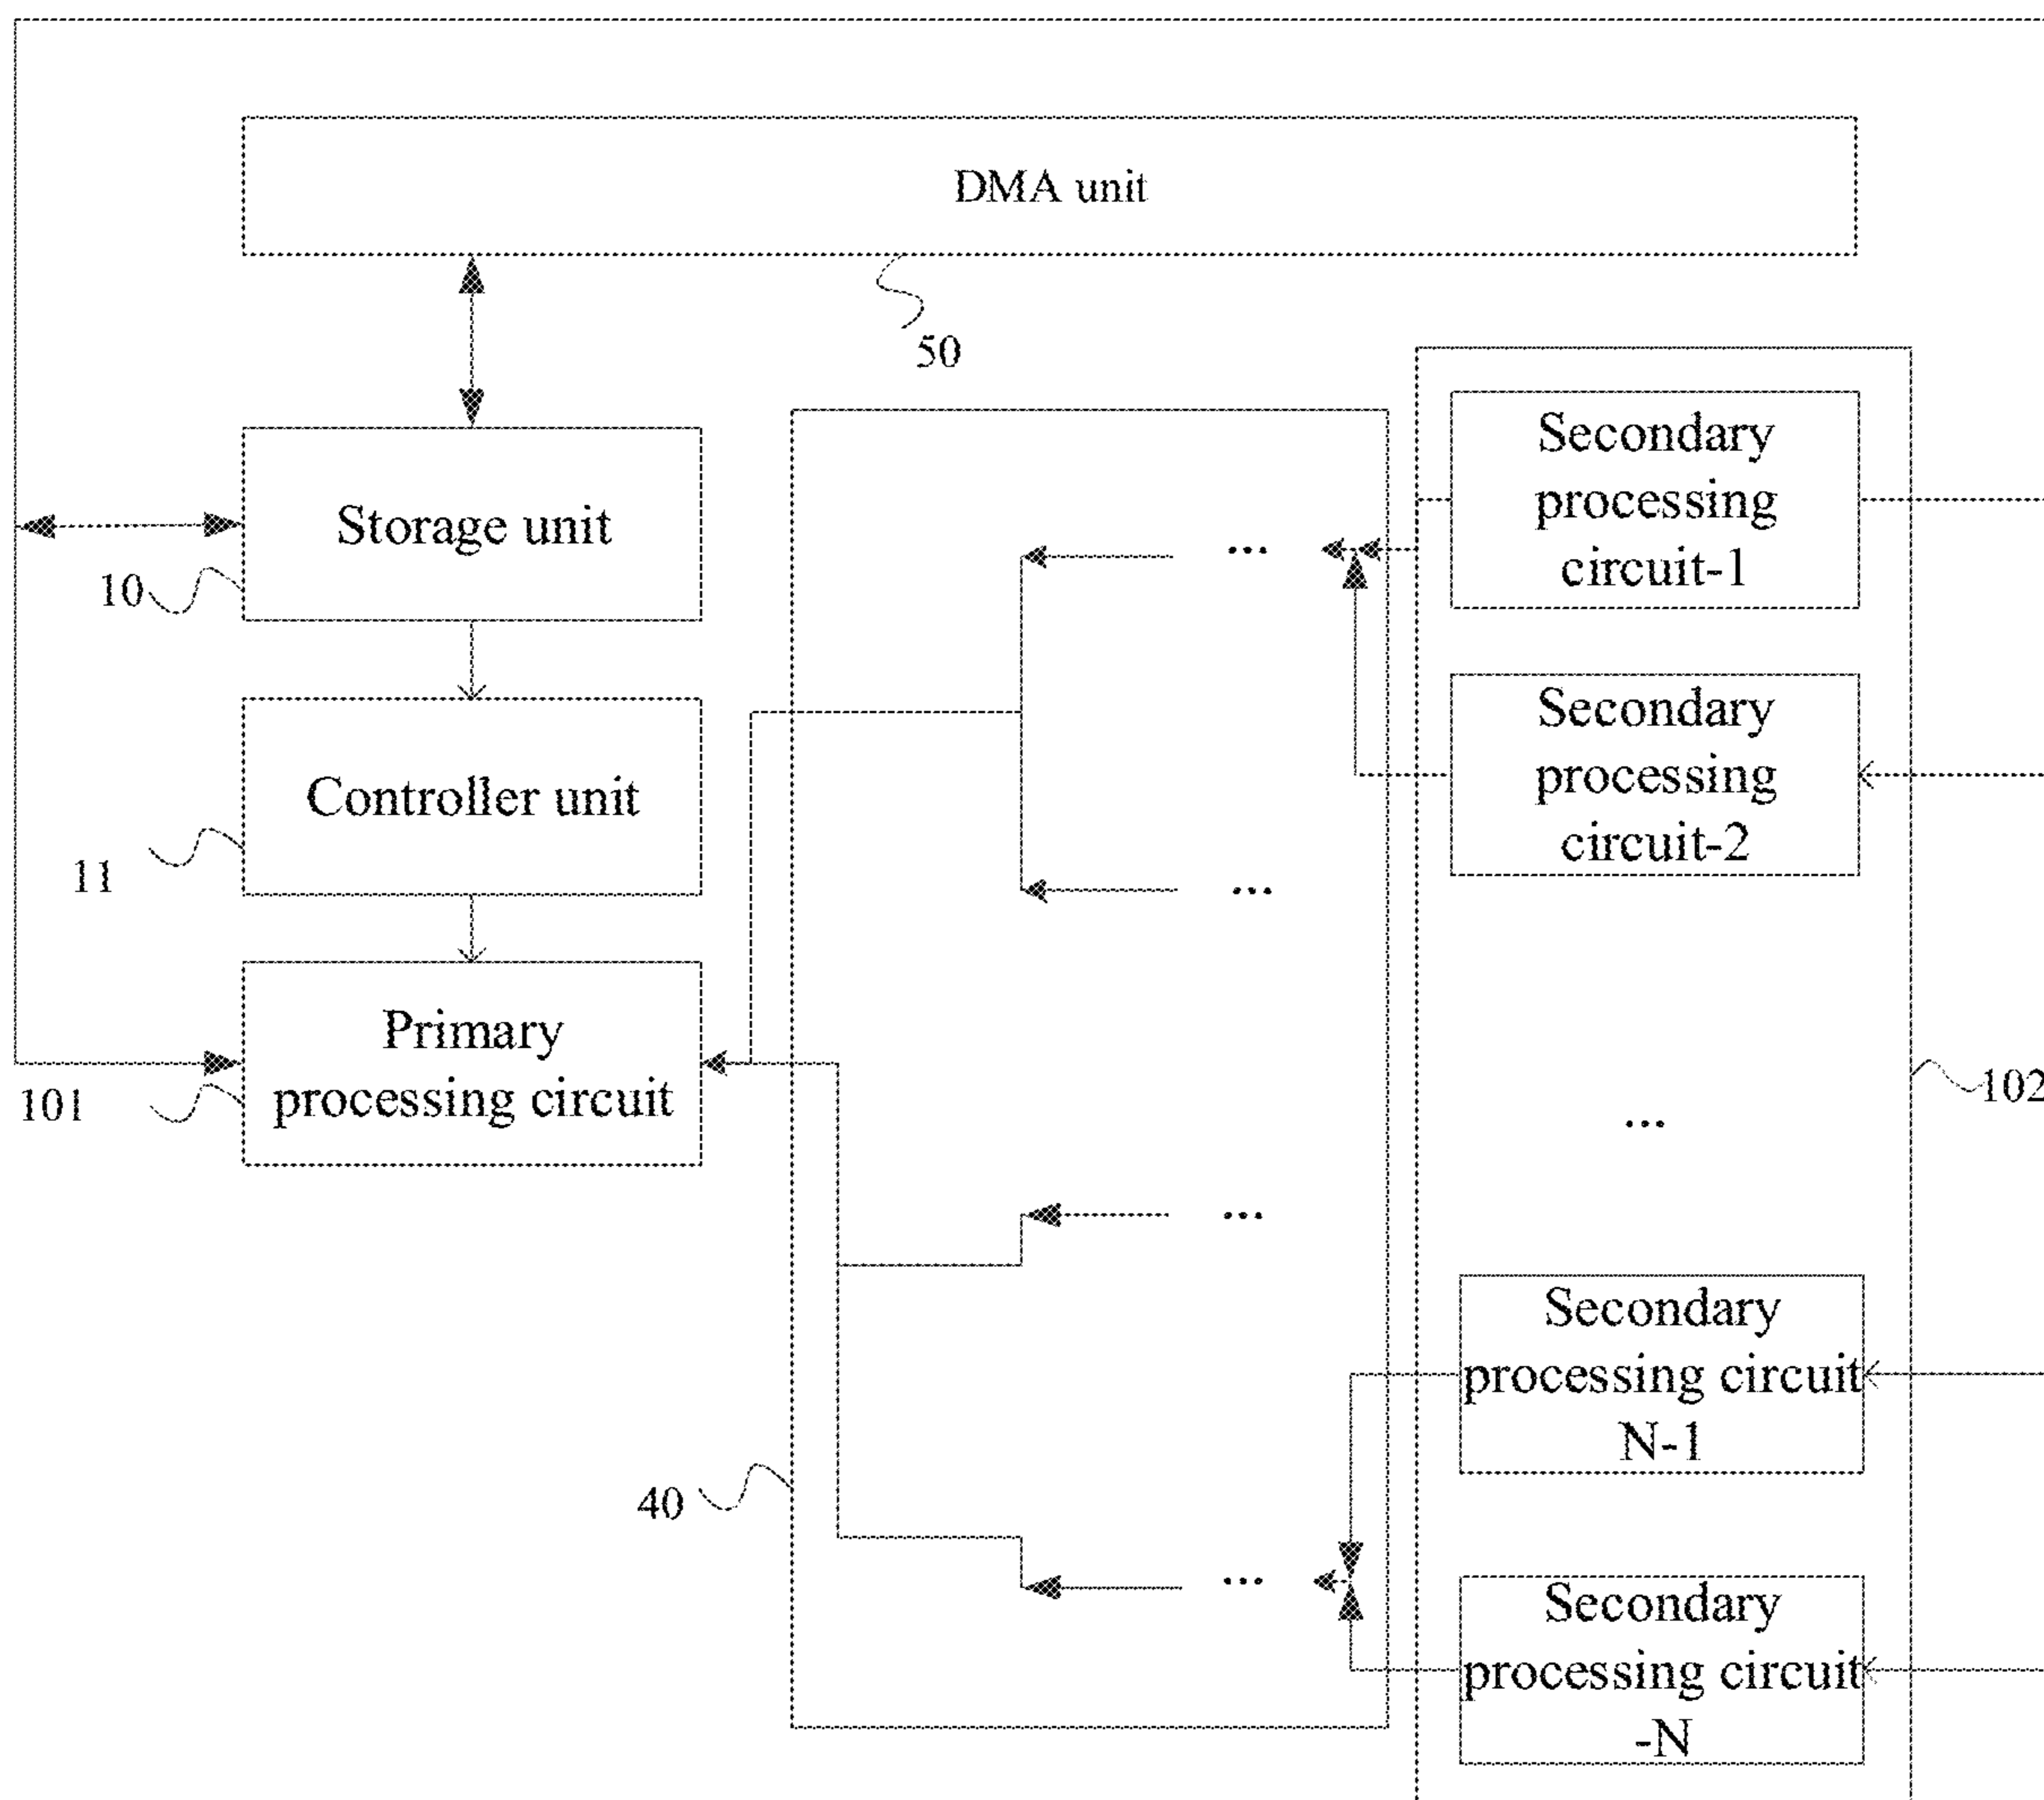 DMA unit
50
Storage unit
10
Controller unit
11
Primary
processing circuit
101
40
...
...
...
...
Secondary
processing
circuit-1
Secondary
processing
circuit-2
...
102
Secondary
processing circuit
N-1
Secondary
processing circuit
-N